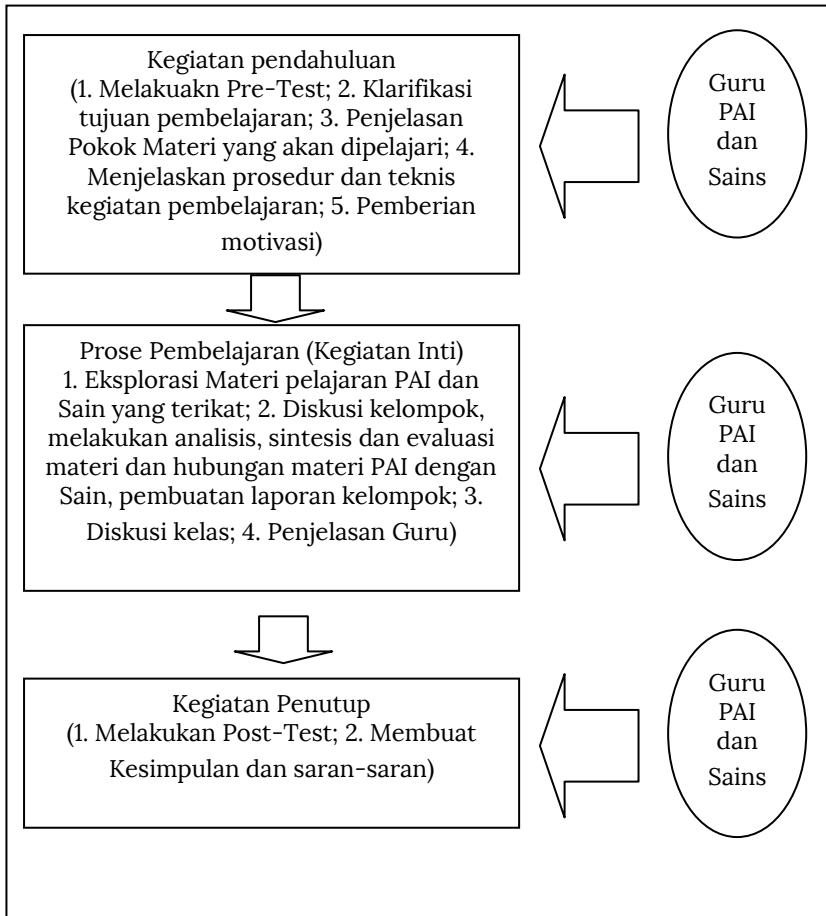 Kegiatan pendahuluan
(1. Melakuakn Pre-Test; 2. Klarifikasi
tujuan pembelajaran; 3. Penjelasan
Pokok Materi yang akan dipelajari; 4.
Menjelaskan prosedur dan teknis
kegiatan pembelajaran; 5. Pemberian
motivasi)
Guru
PAI
dan
Sains
Prose Pembelajaran (Kegiatan Inti)
1. Eksplorasi Materi pelajaran PAI dan
Sain yang terikat; 2. Diskusi kelompok,
melakukan analisis, sintesis dan evaluasi
materi dan hubungan materi PAI dengan
Sain, pembuatan laporan kelompok; 3.
Diskusi kelas; 4. Penjelasan Guru)
Guru
PAI
dan
Sains
Kegiatan Penutup
(1. Melakukan Post-Test; 2. Membuat
Kesimpulan dan saran-saran)
Guru
PAI
dan
Sains